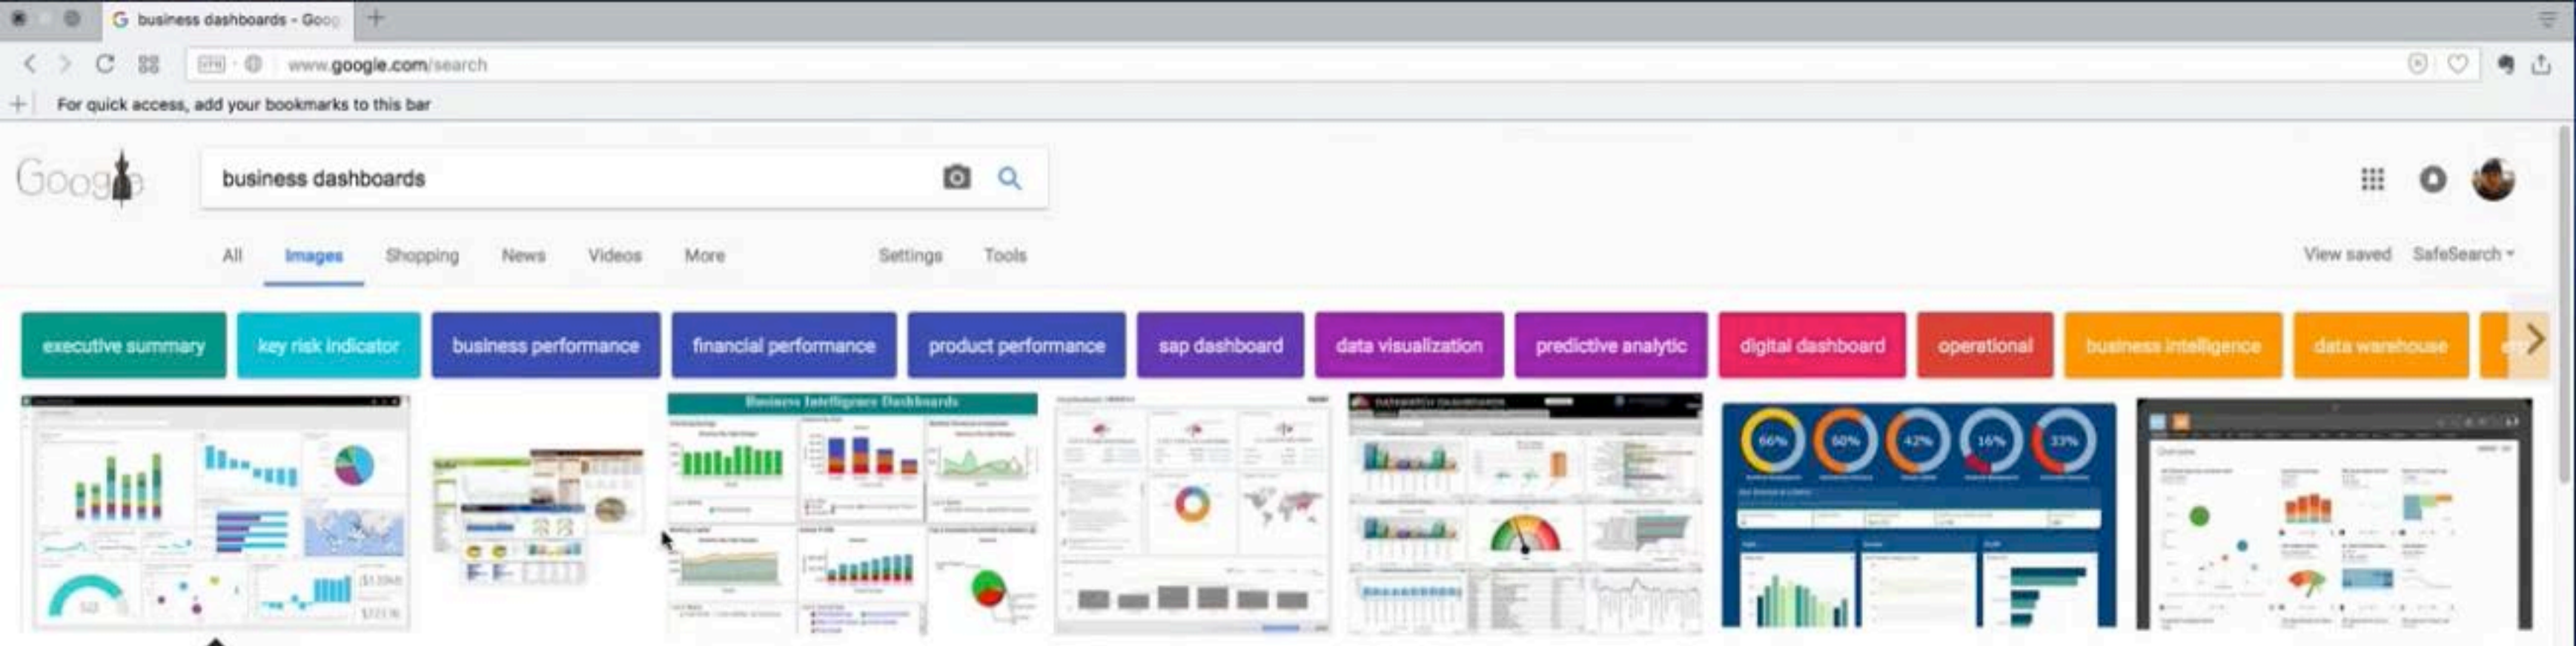 business dashboards - Goog
www.google.com/search
For quick access, add your bookmarks to this bar
Google
business dashboards
All Images Shopping News Videos More Settings Tools View saved SafeSearch
executive summary key risk indicator business performance financial performance product performance sap dashboard data visualization predictive analytic digital dashboard operational business intelligence data warehouse
Business Intelligence Dashboards DATAWATCH DASHBOARDS
66% 60% 42% 16% 33%